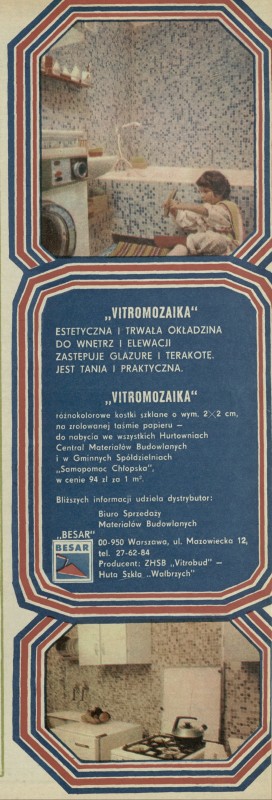 „VITROMOZAIKA“
ESTETYCZNA I TRWAŁA OKŁADZINA
DO WNĘTRZ I ELEWACJI
ZASTĘPUJE GLAZURĘ I TERAKOTĘ.
JEST TANIA I PRAKTYCZNA.
„VITROMOZAIKA“
różnokolorowe kostki szklane o wym. 2×2 cm,
na zrolowanej taśmie papieru –
do nabycia we wszystkich Hurtowniach
Central Materiałów Budowlanych
i w Gminnych Spółdzielniach
„Samopomoc Chłopska”,
w cenie 94 zł za 1 m².
Bliższych informacji udziela dystrybutor:
Biuro Sprzedaży
Materiałów Budowlanych
„BESAR“
BESAR
00-950 Warszawa, ul. Mazowiecka 12,
tel. 27-62-84
Producent: ZHSB „Vitrobud” –
Huta Szkła „Wałbrzych”